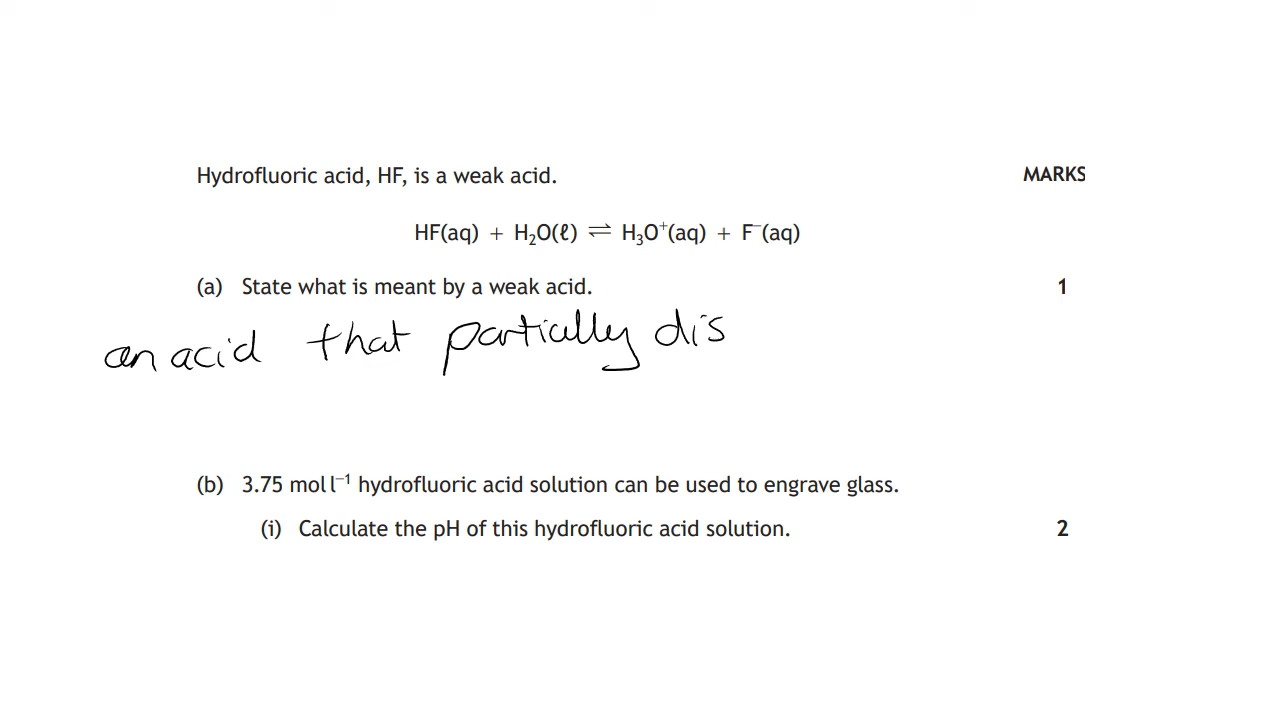 Hydrofluoric acid, HF, is a weak acid. MARKS
HF(aq) + H₂O(ℓ) ⇌ H₃O⁺(aq) + F⁻(aq)
(a) State what is meant by a weak acid. 1
an acid that partially dis
(b) 3.75 mol l⁻¹ hydrofluoric acid solution can be used to engrave glass.
(i) Calculate the pH of this hydrofluoric acid solution. 2